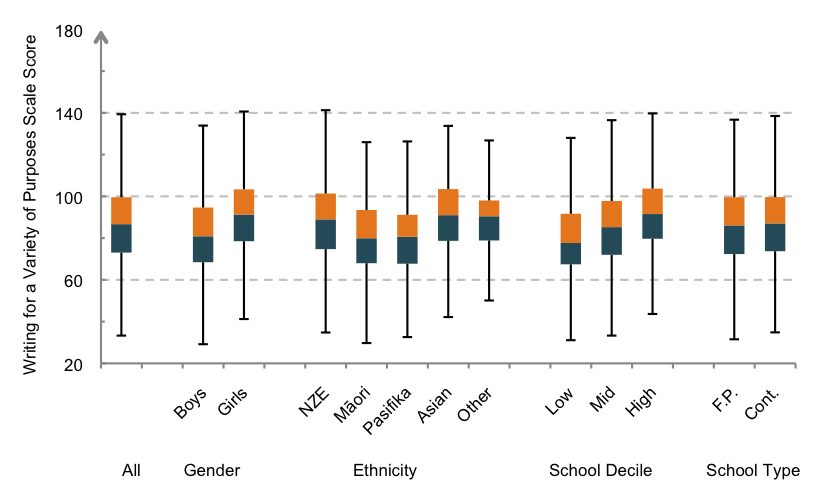 Writing for a Variety of Purposes Scale Score
180
140
100
60
20
Boys
Girls
NZE
Māori
Pasifika
Asian
Other
Low
Mid
High
F.P.
Cont.
All
Gender
Ethnicity
School Decile
School Type